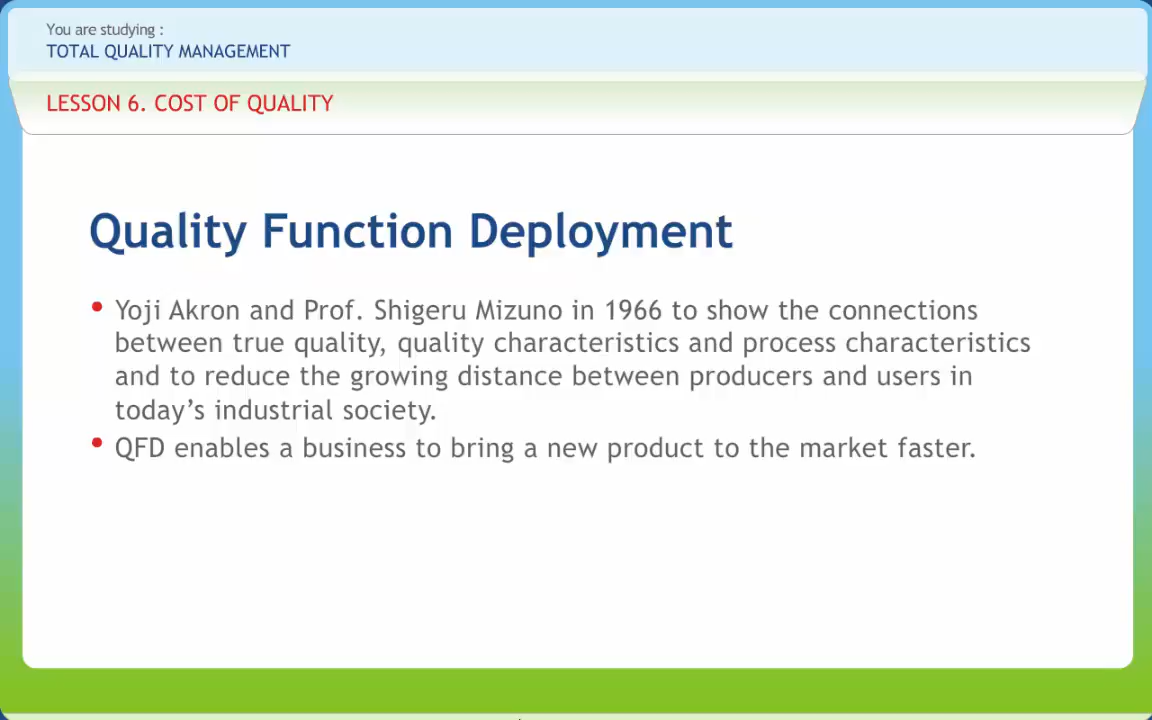 You are studying :
TOTAL QUALITY MANAGEMENT
LESSON 6. COST OF QUALITY
Quality Function Deployment
• Yoji Akron and Prof. Shigeru Mizuno in 1966 to show the connections
between true quality, quality characteristics and process characteristics
and to reduce the growing distance between producers and users in
today’s industrial society.
• QFD enables a business to bring a new product to the market faster.